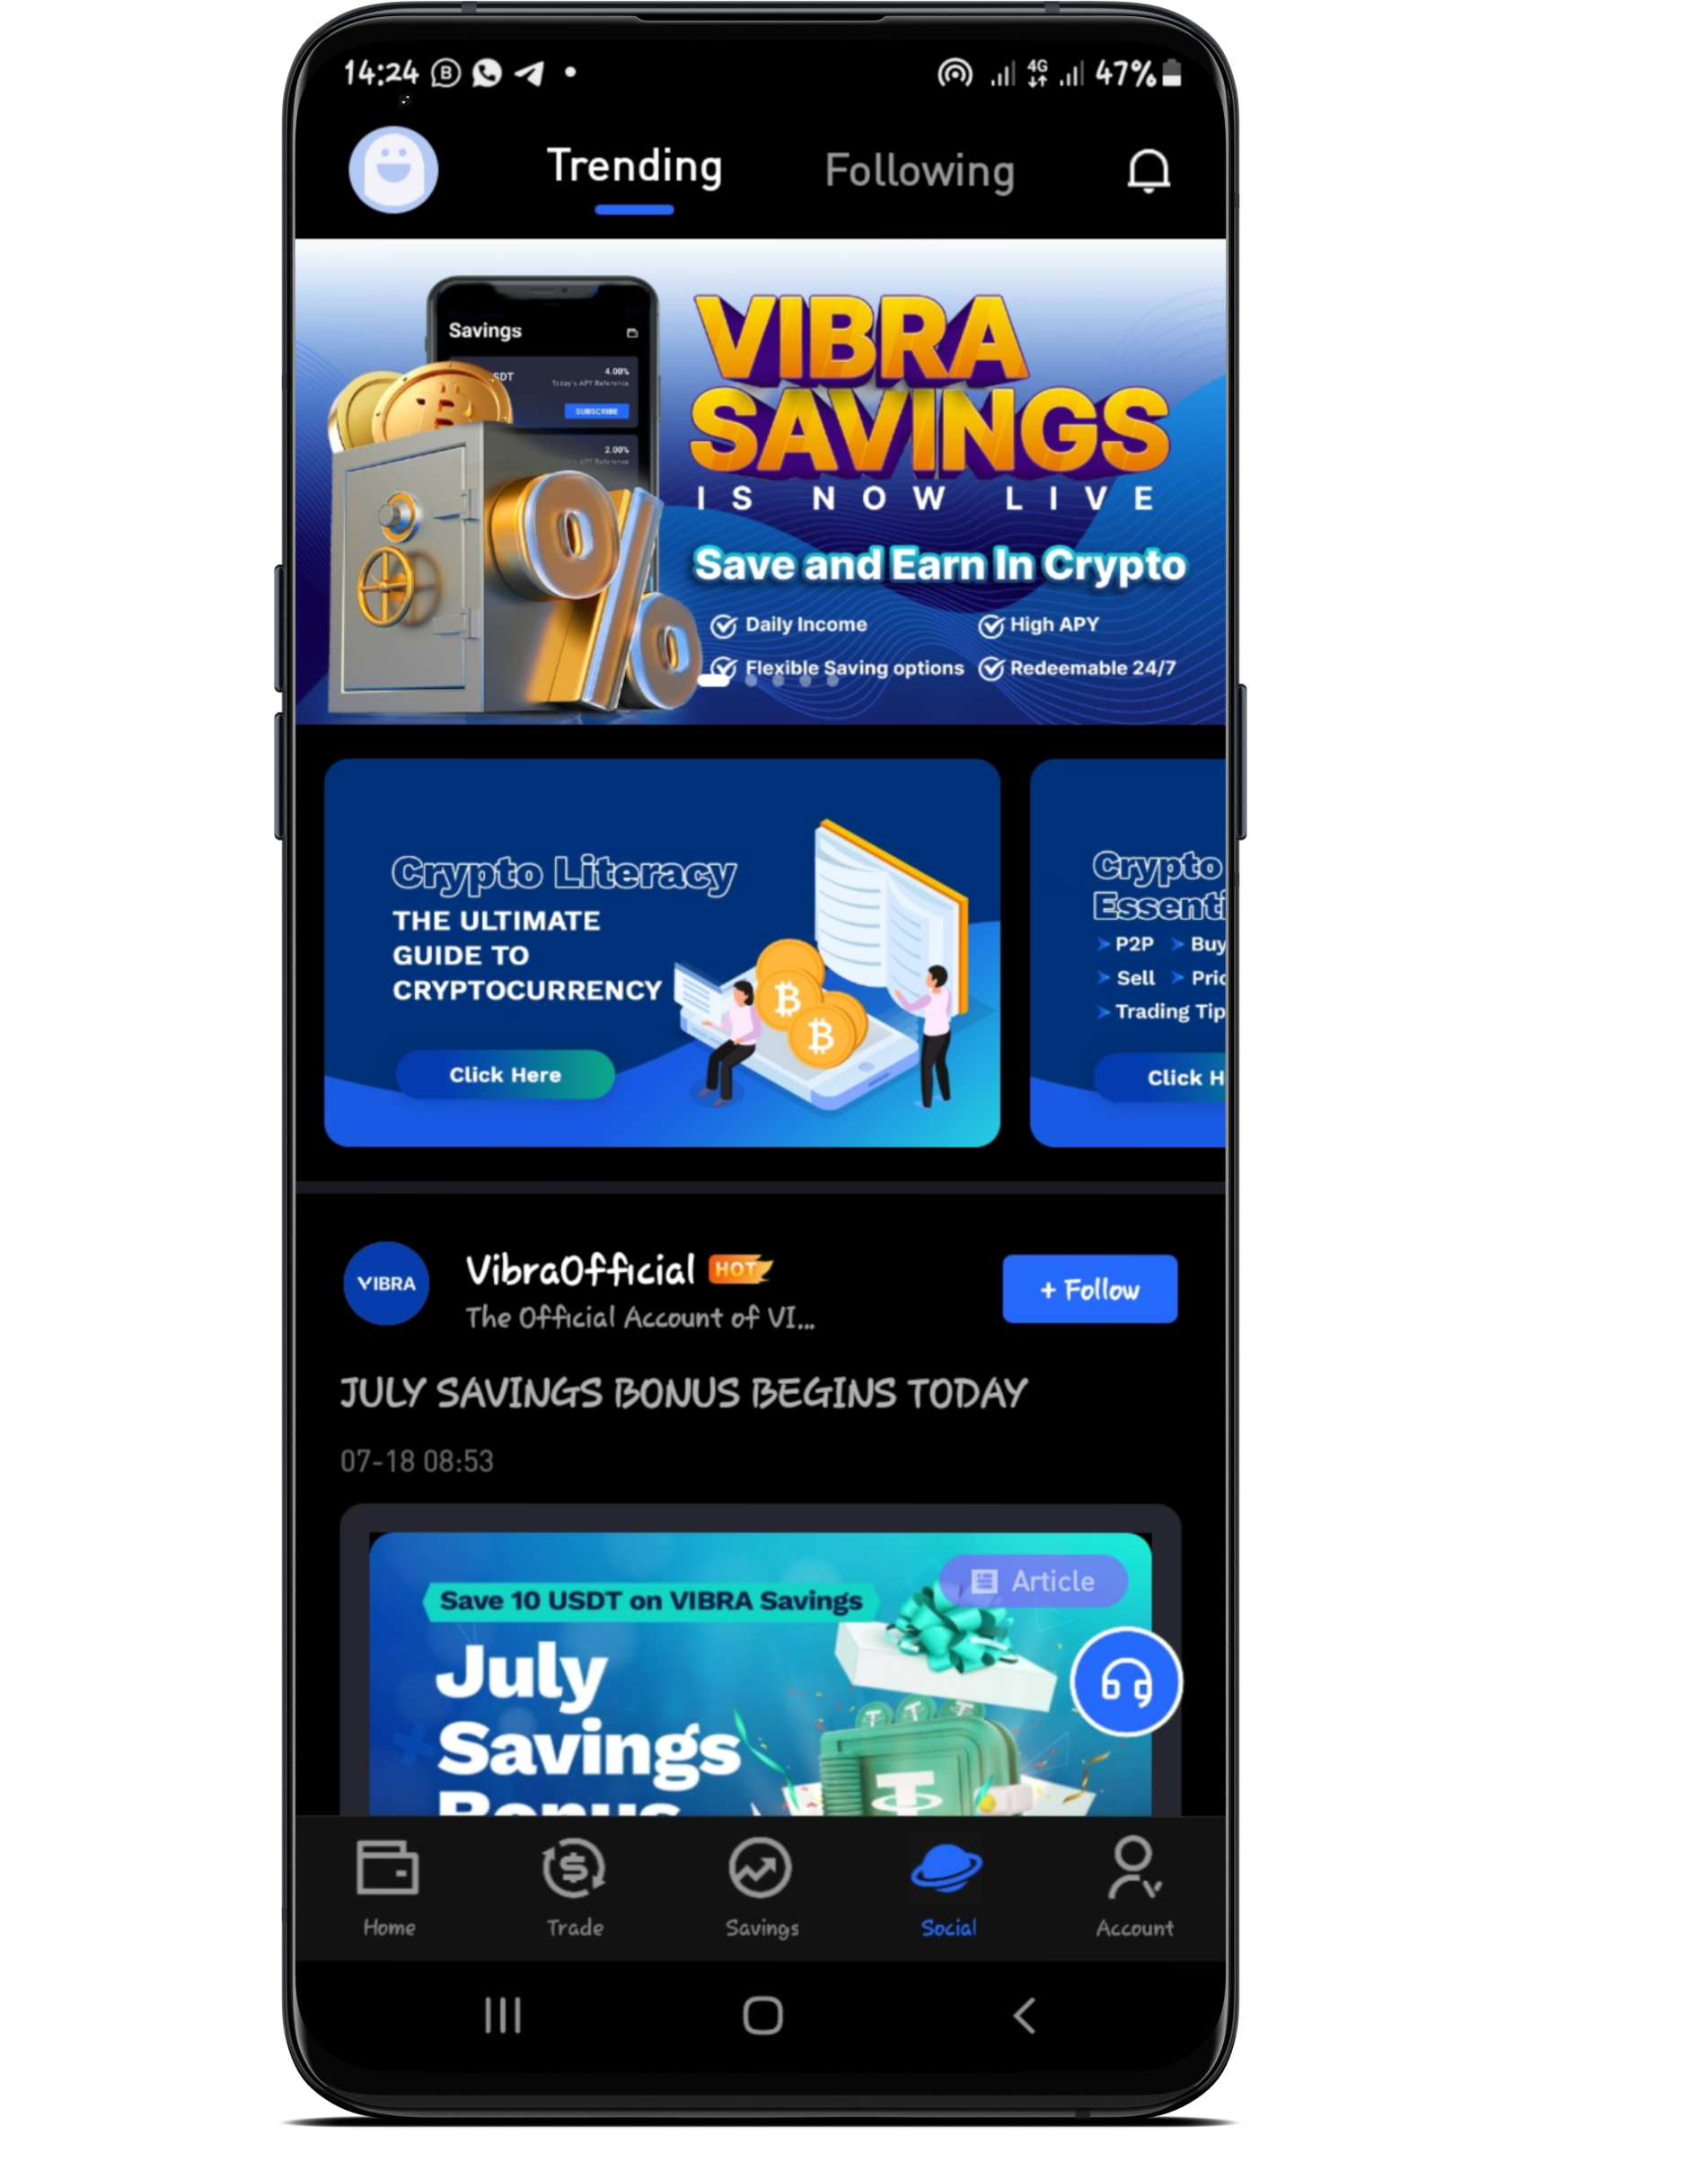 14:24
4G 47%
Trending Following
Savings
SDT 4.00%
Today's APY Reference
SUBSCRIBE
2.00%
APY Reference
VIBRA
SAVINGS
IS NOW LIVE
Save and Earn In Crypto
Daily Income High APY
Flexible Saving options Redeemable 24/7
Crypto Literacy
THE ULTIMATE
GUIDE TO
CRYPTOCURRENCY
Click Here
Crypto
Essenti
P2P Buy
Sell Pric
Trading Tip
Click H
VIBRA
VibraOfficial HOT
The Official Account of VI...
+ Follow
JULY SAVINGS BONUS BEGINS TODAY
07-18 08:53
Article
Save 10 USDT on VIBRA Savings
July
Savings
Bonus
Home Trade Savings Social Account